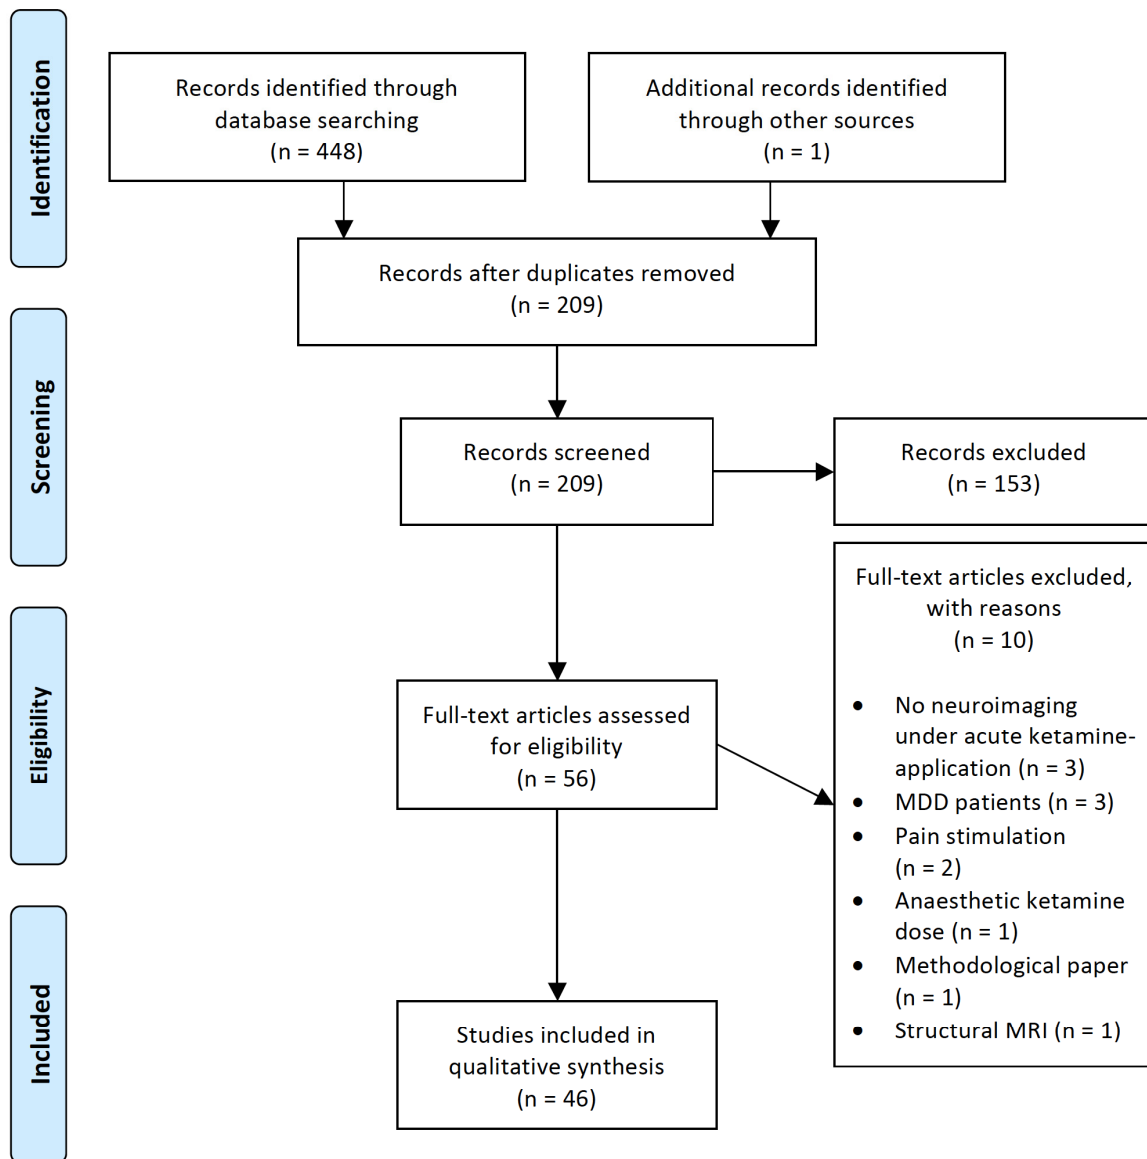 Identification
Records identified through
database searching
(n = 448)
Additional records identified
through other sources
(n = 1)
Records after duplicates removed
(n = 209)
Screening
Records screened
(n = 209)
Records excluded
(n = 153)
Eligibility
Full-text articles assessed
for eligibility
(n = 56)
Full-text articles excluded,
with reasons
(n = 10)
• No neuroimaging
under acute ketamine-
application (n = 3)
• MDD patients (n = 3)
• Pain stimulation
(n = 2)
• Anaesthetic ketamine
dose (n = 1)
• Methodological paper
(n = 1)
• Structural MRI (n = 1)
Included
Studies included in
qualitative synthesis
(n = 46)